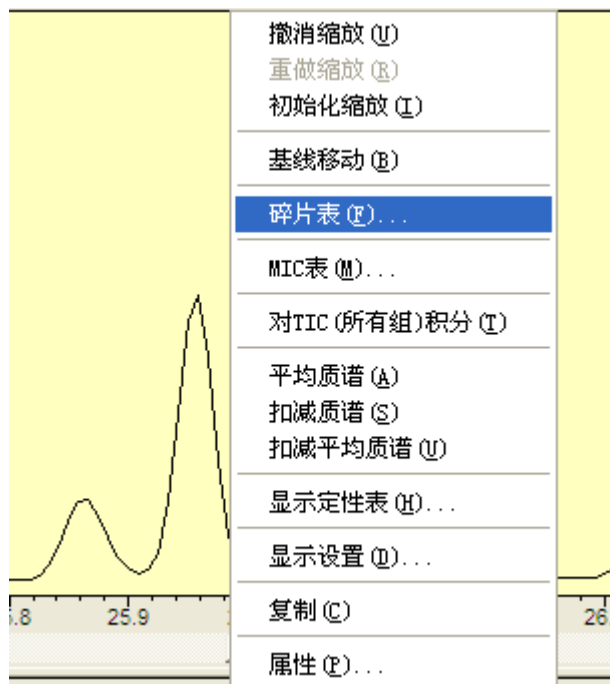 撤消缩放(U)
重做缩放(R)
初始化缩放(I)
基线移动(B)
碎片表(F)...
MIC表(M)...
对TIC(所有组)积分(T)
平均质谱(A)
扣减质谱(S)
扣减平均质谱(U)
显示定性表(H)...
显示设置(D)...
.8 25.9 26.
复制(C)
属性(P)...